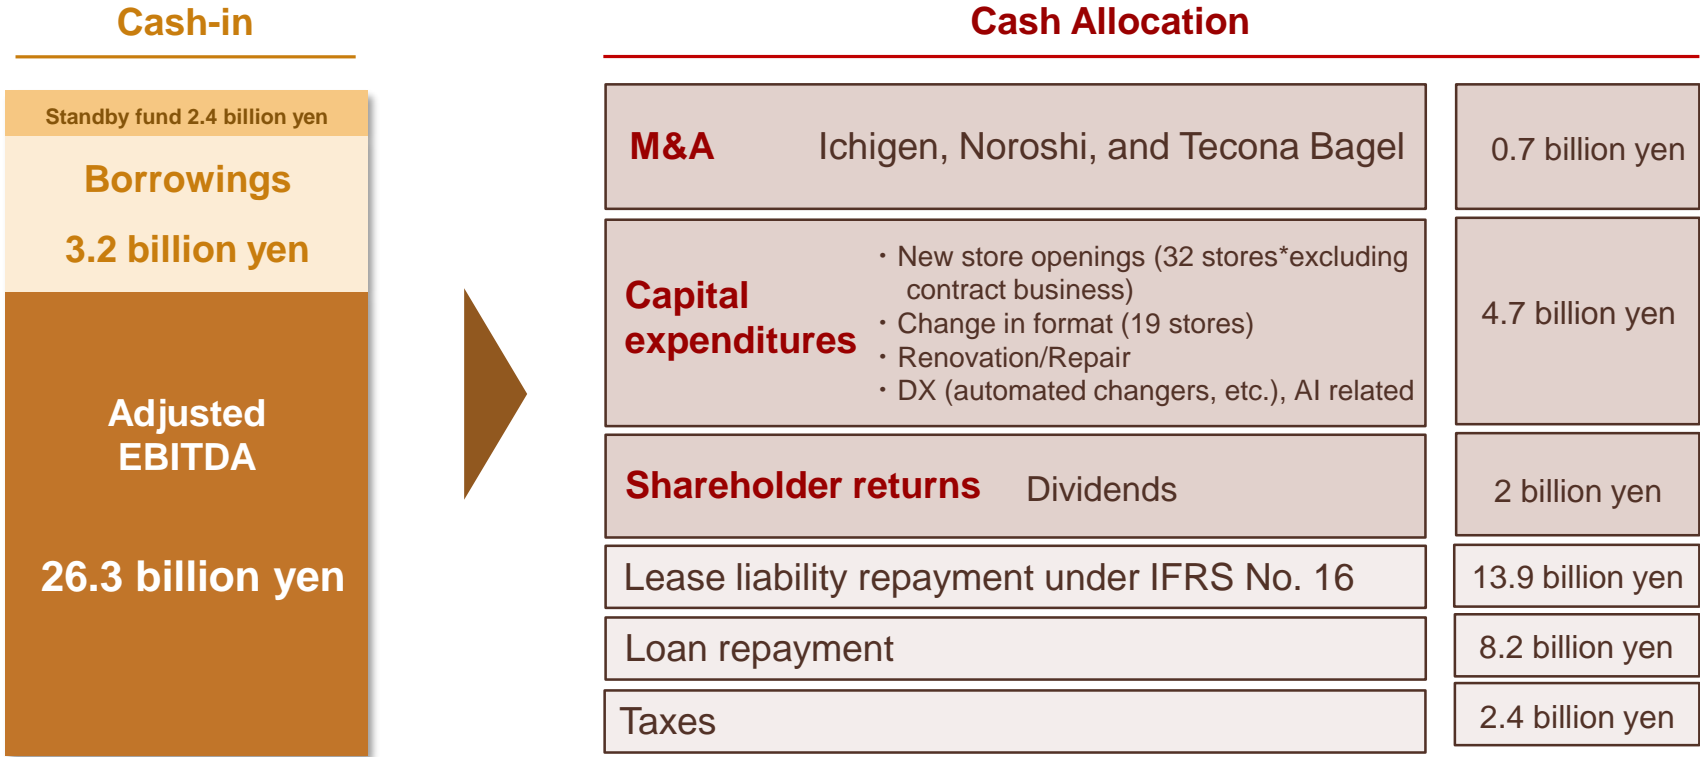 Cash-in
Cash Allocation
Standby fund 2.4 billion yen
Borrowings
3.2 billion yen
Adjusted
EBITDA
26.3 billion yen
M&A Ichigen, Noroshi, and Tecona Bagel 0.7 billion yen
Capital
expenditures
・New store openings (32 stores*excluding
contract business)
・Change in format (19 stores)
・Renovation/Repair
・DX (automated changers, etc.), AI related
4.7 billion yen
Shareholder returns Dividends 2 billion yen
Lease liability repayment under IFRS No. 16 13.9 billion yen
Loan repayment 8.2 billion yen
Taxes 2.4 billion yen